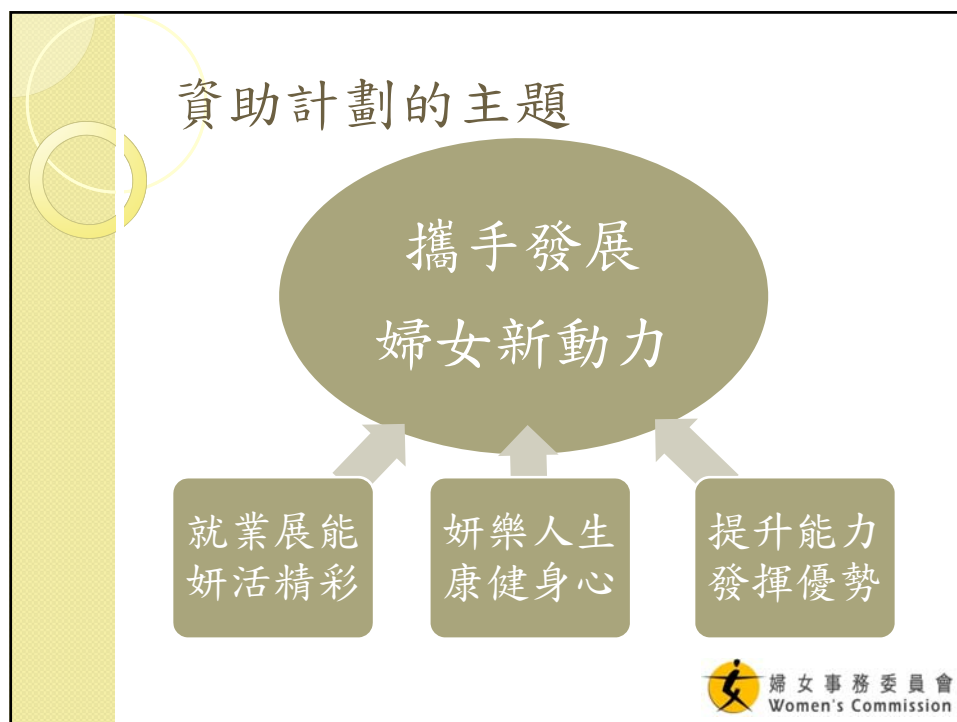 資助計劃的主題
攜手發展
婦女新動力
就業展能
妍活精彩
妍樂人生
康健身心
提升能力
發揮優勢
婦女事務委員會
Women's Commission